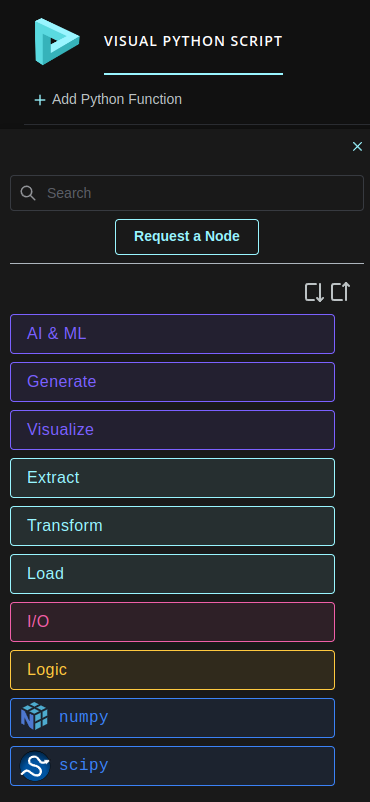 VISUAL PYTHON SCRIPT
+ Add Python Function
Search
Request a Node
AI & ML
Generate
Visualize
Extract
Transform
Load
I/O
Logic
numpy
scipy